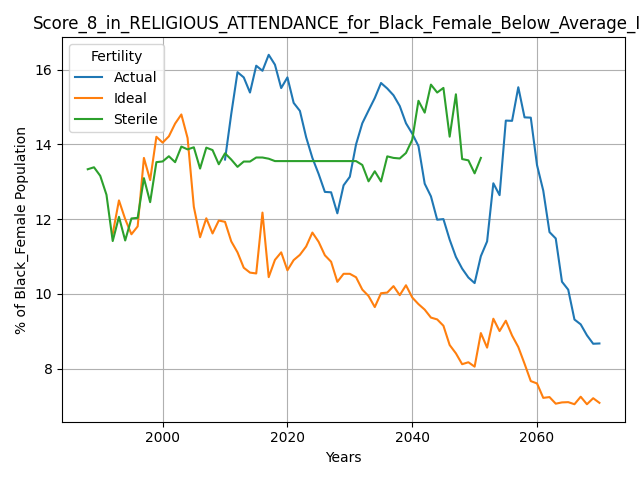 Score_8_in_RELIGIOUS_ATTENDANCE_for_Black_Female_Below_Average_I
Fertility
Actual
Ideal
Sterile
% of Black_Female Population
16
14
12
10
8
2000 2020 2040 2060
Years